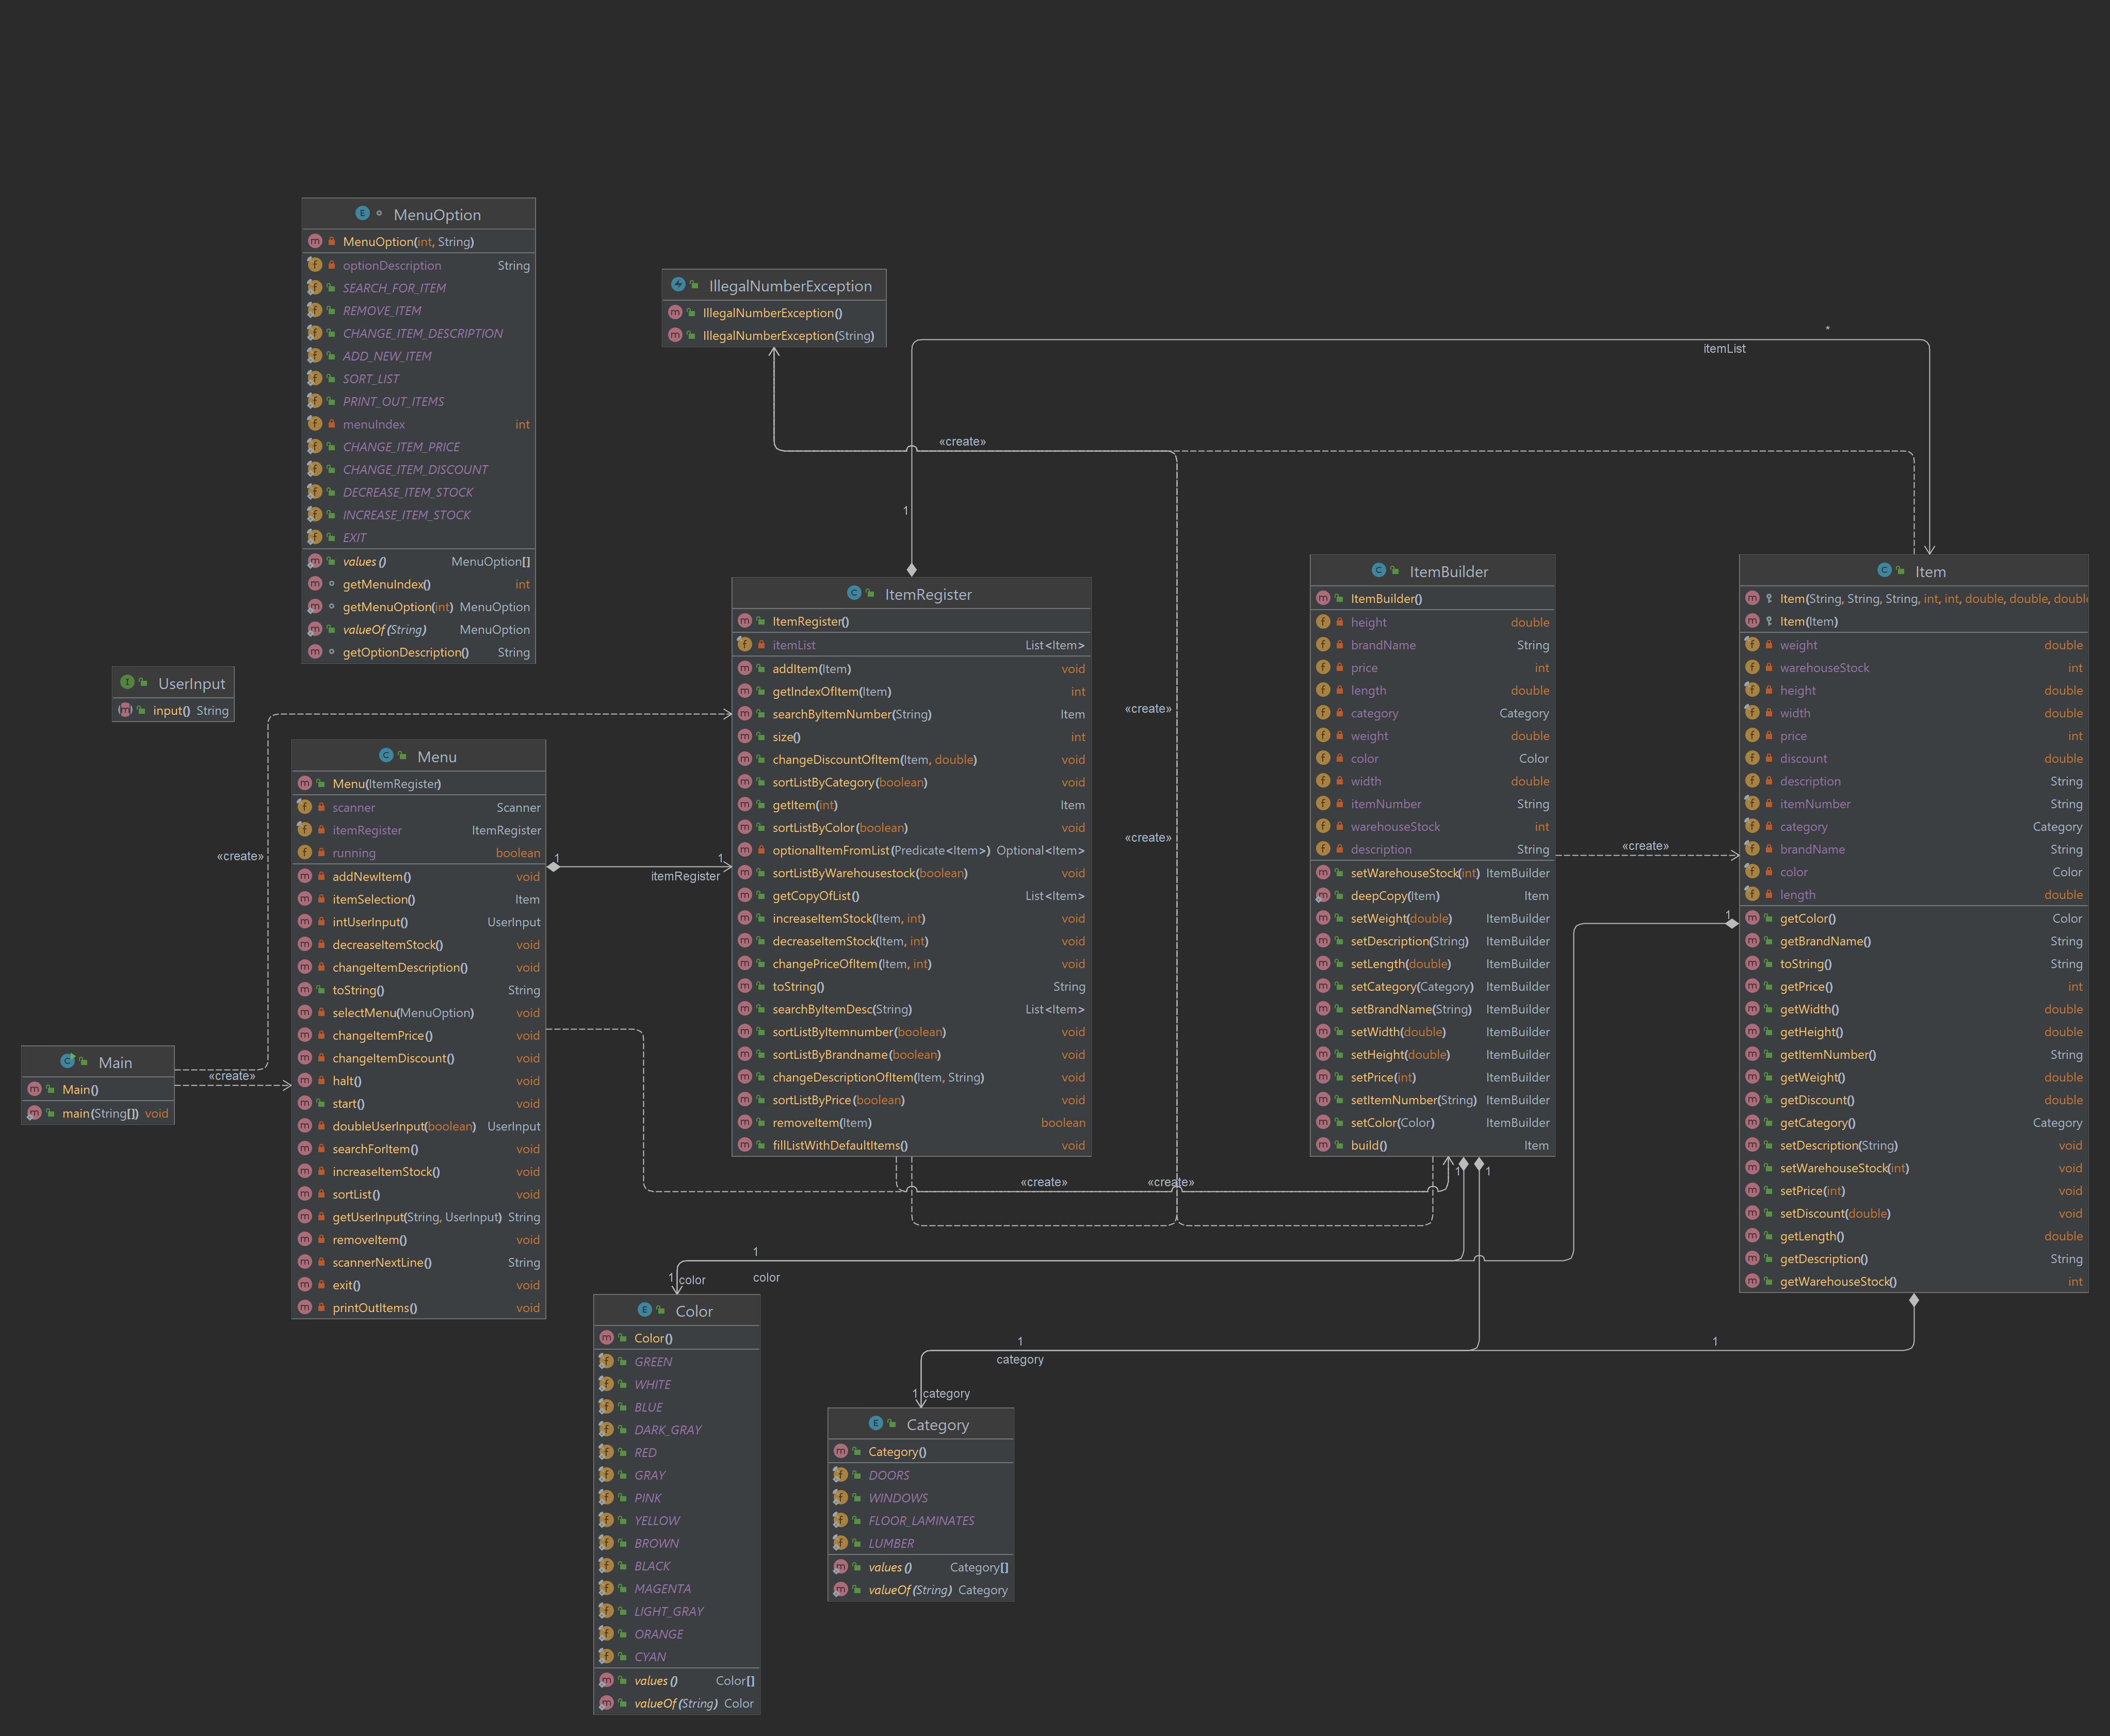 MenuOption
MenuOption(int, String)
optionDescription String
SEARCH_FOR_ITEM
REMOVE_ITEM
CHANGE_ITEM_DESCRIPTION
ADD_NEW_ITEM
SORT_LIST
PRINT_OUT_ITEMS
menuIndex int
CHANGE_ITEM_PRICE
CHANGE_ITEM_DISCOUNT
DECREASE_ITEM_STOCK
INCREASE_ITEM_STOCK
EXIT
values() MenuOption[]
getMenuIndex() int
getMenuOption(int) MenuOption
valueOf(String) MenuOption
getOptionDescription() String
IllegalNumberException
IllegalNumberException()
IllegalNumberException(String)
*
itemList
«create»
1
UserInput
input() String
Main
Main()
main(String[]) void
«create»
«create»
Menu
Menu(ItemRegister)
scanner Scanner
itemRegister ItemRegister
running boolean
addNewItem() void
itemSelection() Item
intUserInput() UserInput
decreaseItemStock() void
changeItemDescription() void
toString() String
selectMenu(MenuOption) void
changeItemPrice() void
changeItemDiscount() void
halt() void
start() void
doubleUserInput(boolean) UserInput
searchForItem() void
increaseItemStock() void
sortList() void
getUserInput(String, UserInput) String
removeItem() void
scannerNextLine() String
exit() void
printOutItems() void
1
1
itemRegister
ItemRegister
ItemRegister()
itemList List<Item>
addItem(Item) void
getIndexOfItem(Item) int
searchByItemNumber(String) Item
size() int
changeDiscountOfItem(Item, double) void
sortListByCategory(boolean) void
getItem(int) Item
sortListByColor(boolean) void
optionalItemFromList(Predicate<Item>) Optional<Item>
sortListByWarehousestock(boolean) void
getCopyOfList() List<Item>
increaseItemStock(Item, int) void
decreaseItemStock(Item, int) void
changePriceOfItem(Item, int) void
toString() String
searchByItemDesc(String) List<Item>
sortListByItemnumber(boolean) void
sortListByBrandname(boolean) void
changeDescriptionOfItem(Item, String) void
sortListByPrice(boolean) void
removeItem(Item) boolean
fillListWithDefaultItems() void
«create»
«create»
«create»
«create»
ItemBuilder
ItemBuilder()
height double
brandName String
price int
length double
category Category
weight double
color Color
width double
itemNumber String
warehouseStock int
description String
setWarehouseStock(int) ItemBuilder
deepCopy(Item) Item
setWeight(double) ItemBuilder
setDescription(String) ItemBuilder
setLength(double) ItemBuilder
setCategory(Category) ItemBuilder
setBrandName(String) ItemBuilder
setWidth(double) ItemBuilder
setHeight(double) ItemBuilder
setPrice(int) ItemBuilder
setItemNumber(String) ItemBuilder
setColor(Color) ItemBuilder
build() Item
1
1
«create»
Item
Item(String, String, String, int, int, double, double, doubl
Item(Item)
weight double
warehouseStock int
height double
width double
price int
discount double
description String
itemNumber String
category Category
brandName String
color Color
length double
getColor() Color
getBrandName() String
toString() String
getPrice() int
getWidth() double
getHeight() double
getItemNumber() String
getWeight() double
getDiscount() double
getCategory() Category
setDescription(String) void
setWarehouseStock(int) void
setPrice(int) void
setDiscount(double) void
getLength() double
getDescription() String
getWarehouseStock() int
1
1
1 color
color
Color
Color()
GREEN
WHITE
BLUE
DARK_GRAY
RED
GRAY
PINK
YELLOW
BROWN
BLACK
MAGENTA
LIGHT_GRAY
ORANGE
CYAN
values() Color[]
valueOf(String) Color
1
category
1
1 category
Category
Category()
DOORS
WINDOWS
FLOOR_LAMINATES
LUMBER
values() Category[]
valueOf(String) Category